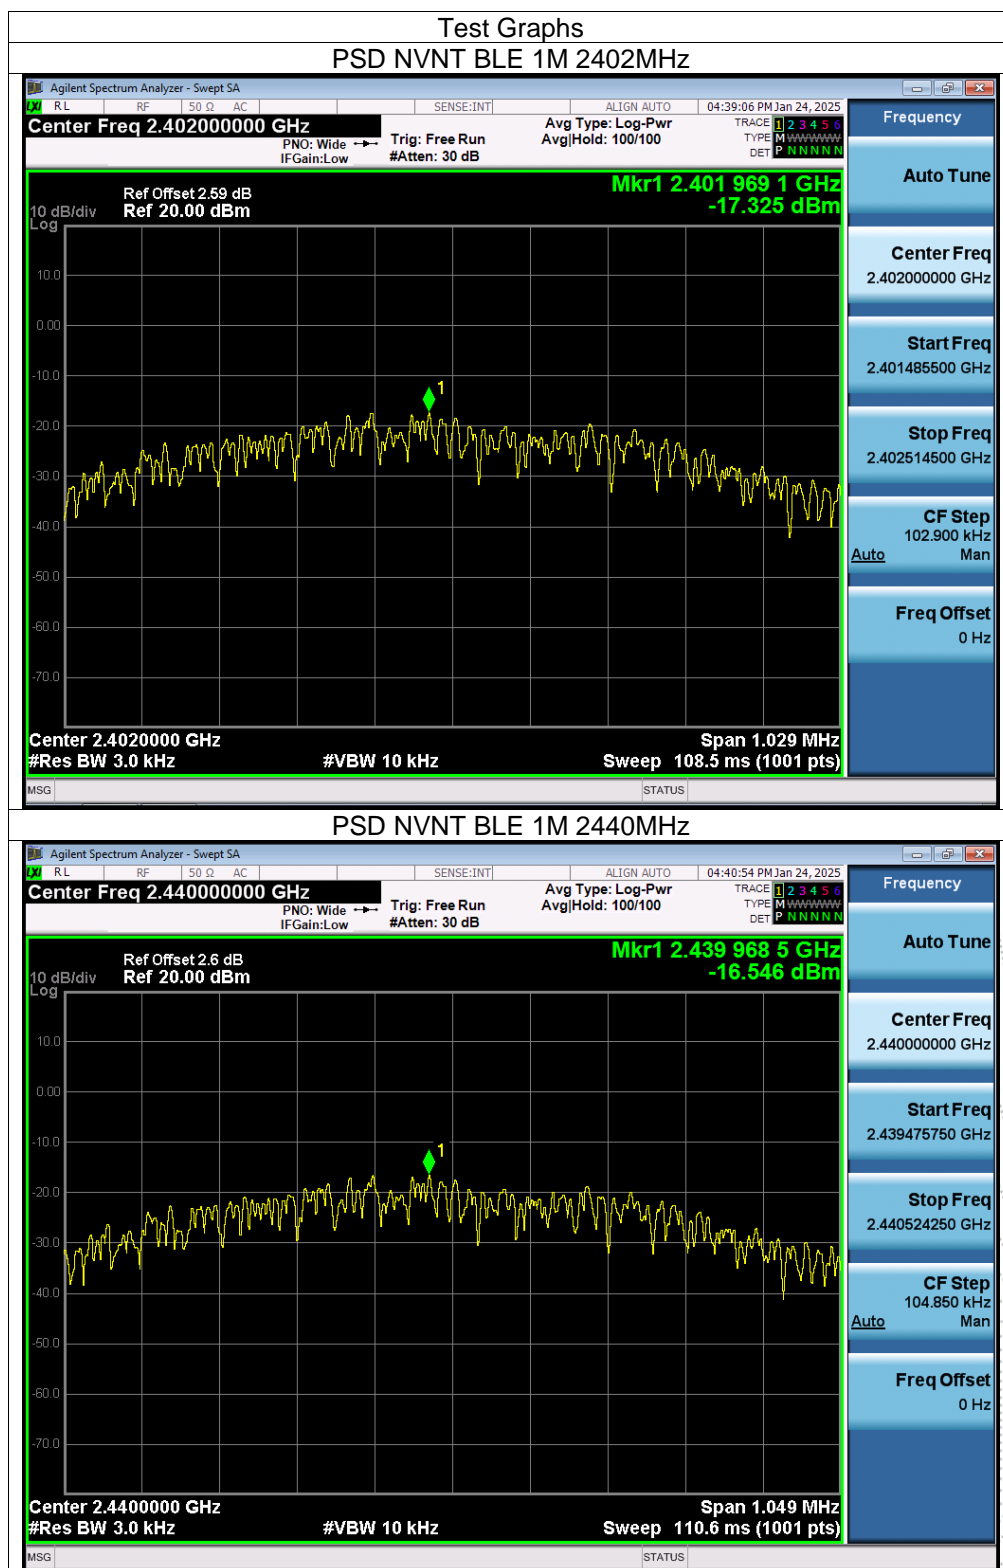 Test Graphs
PSD NVNT BLE 1M 2402MHz
Agilent Spectrum Analyzer - Swept SA
LXI RL RF 50 Ω AC SENSE:INT ALIGN AUTO 04:39:06 PM Jan 24, 2025
Center Freq 2.402000000 GHz
PNO: Wide
IFGain:Low
Trig: Free Run
#Atten: 30 dB
Avg Type: Log-Pwr
Avg|Hold: 100/100
TRACE 1 2 3 4 5 6
TYPE M WWWWW
DET P N N N N N
Frequency
Mkr1 2.401 969 1 GHz
-17.325 dBm
Ref Offset 2.59 dB
Ref 20.00 dBm
10 dB/div
Log
10.0
0.00
-10.0
-20.0
-30.0
-40.0
-50.0
-60.0
-70.0
1
Center 2.4020000 GHz
Span 1.029 MHz
#Res BW 3.0 kHz
#VBW 10 kHz
Sweep 108.5 ms (1001 pts)
Auto Tune
Center Freq
2.402000000 GHz
Start Freq
2.401485500 GHz
Stop Freq
2.402514500 GHz
CF Step
102.900 kHz
Auto Man
Freq Offset
0 Hz
MSG STATUS
PSD NVNT BLE 1M 2440MHz
Agilent Spectrum Analyzer - Swept SA
LXI RL RF 50 Ω AC SENSE:INT ALIGN AUTO 04:40:54 PM Jan 24, 2025
Center Freq 2.440000000 GHz
PNO: Wide
IFGain:Low
Trig: Free Run
#Atten: 30 dB
Avg Type: Log-Pwr
Avg|Hold: 100/100
TRACE 1 2 3 4 5 6
TYPE M WWWWW
DET P N N N N N
Frequency
Mkr1 2.439 968 5 GHz
-16.546 dBm
Ref Offset 2.6 dB
Ref 20.00 dBm
10 dB/div
Log
10.0
0.00
-10.0
-20.0
-30.0
-40.0
-50.0
-60.0
-70.0
1
Center 2.4400000 GHz
Span 1.049 MHz
#Res BW 3.0 kHz
#VBW 10 kHz
Sweep 110.6 ms (1001 pts)
Auto Tune
Center Freq
2.440000000 GHz
Start Freq
2.439475750 GHz
Stop Freq
2.440524250 GHz
CF Step
104.850 kHz
Auto Man
Freq Offset
0 Hz
MSG STATUS